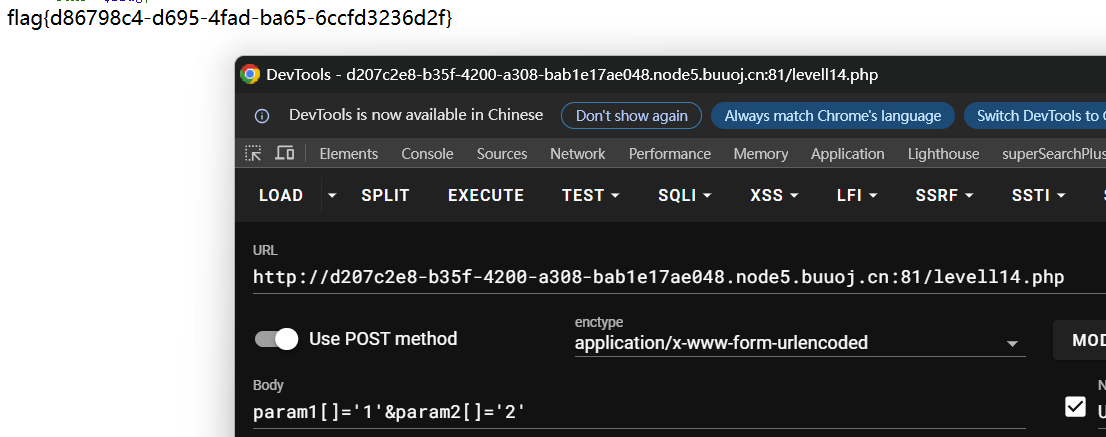 flag{d86798c4-d695-4fad-ba65-6ccfd3236d2f}
DevTools - d207c2e8-b35f-4200-a308-bab1e17ae048.node5.buuoj.cn:81/levell14.php
DevTools is now available in Chinese Don't show again Always match Chrome's language Switch DevTools to
Elements Console Sources Network Performance Memory Application Lighthouse superSearchPlus
LOAD SPLIT EXECUTE TEST SQLI XSS LFI SSRF SSTI
URL
http://d207c2e8-b35f-4200-a308-bab1e17ae048.node5.buuoj.cn:81/levell14.php
Use POST method
enctype
application/x-www-form-urlencoded
MOD
Body
param1[]='1'&param2[]='2'